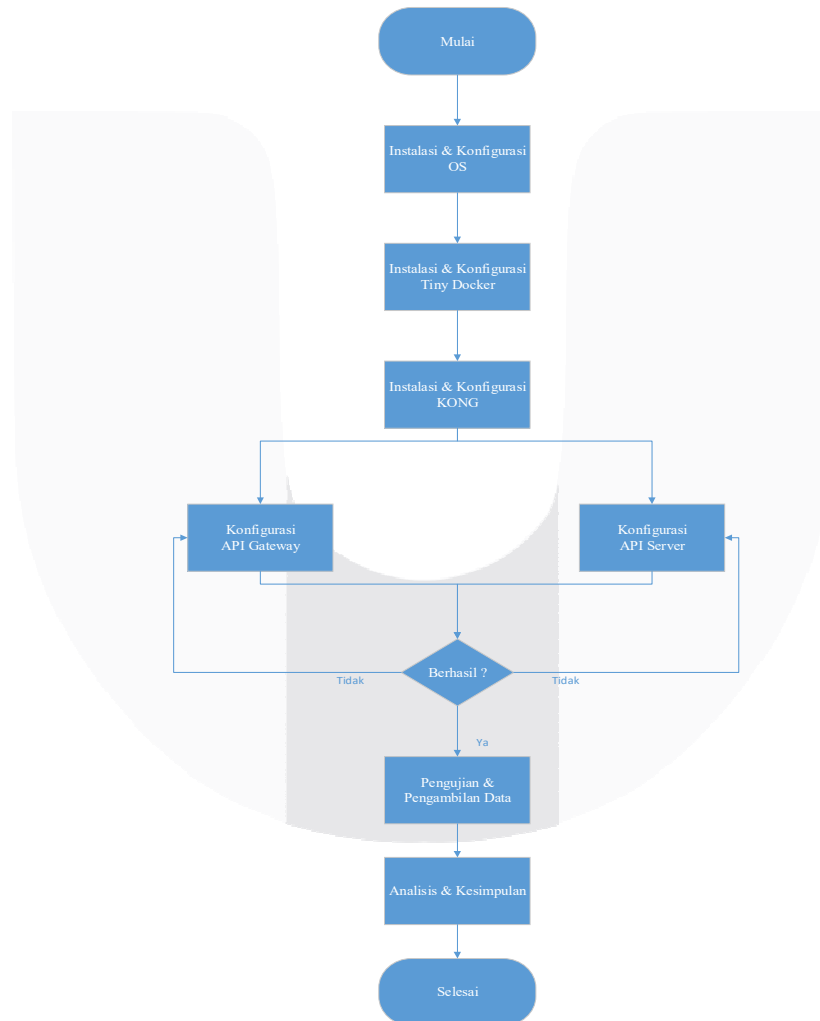 Mulai
Instalasi & Konfigurasi
OS
Instalasi & Konfigurasi
Tiny Docker
Instalasi & Konfigurasi
KONG
Konfigurasi
API Gateway
Konfigurasi
API Server
Berhasil ?
Tidak
Tidak
Ya
Pengujian &
Pengambilan Data
Analisis & Kesimpulan
Selesai